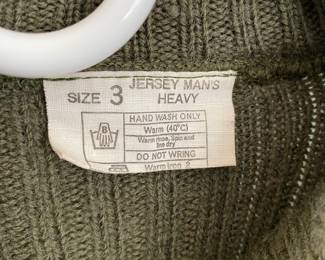 JERSEY MAN'S
SIZE 3 HEAVY
HAND WASH ONLY
B
Warm (40°C)
Warm rinse, Spin and
line dry
DO NOT WRING
Warm Iron 2